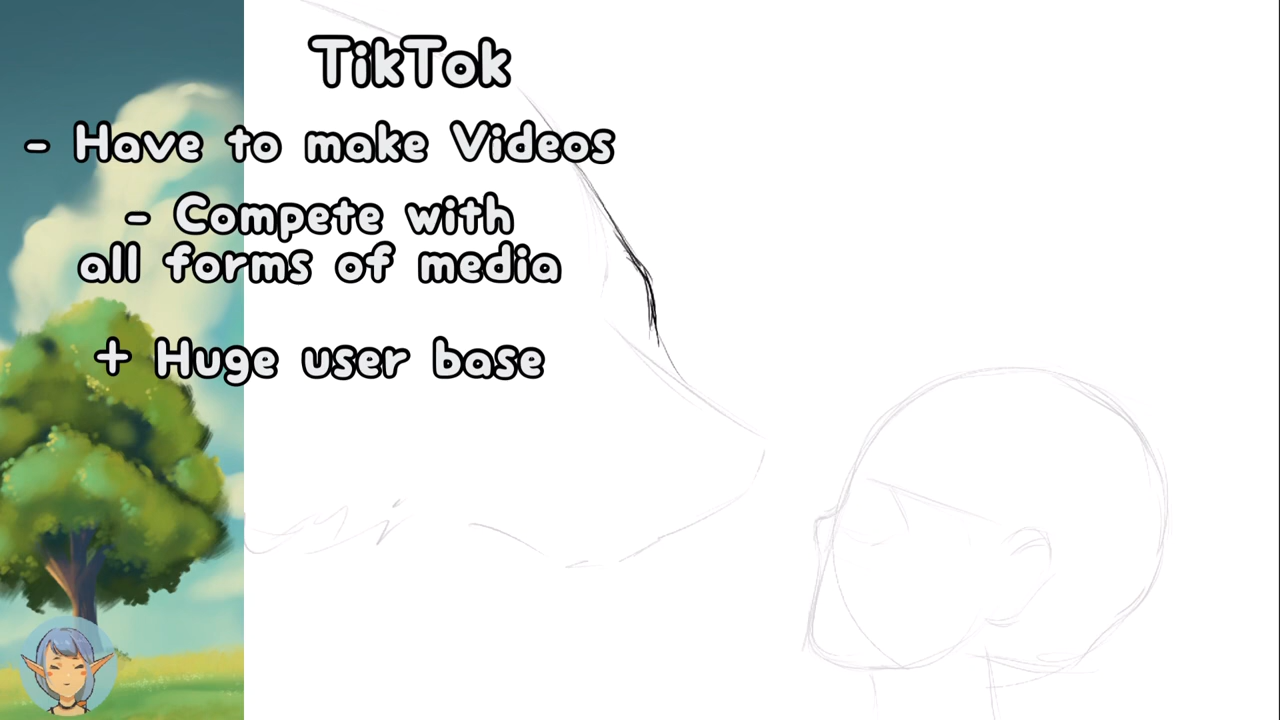 TikTok
- Have to make Videos
- Compete with
all forms of media
+ Huge user base